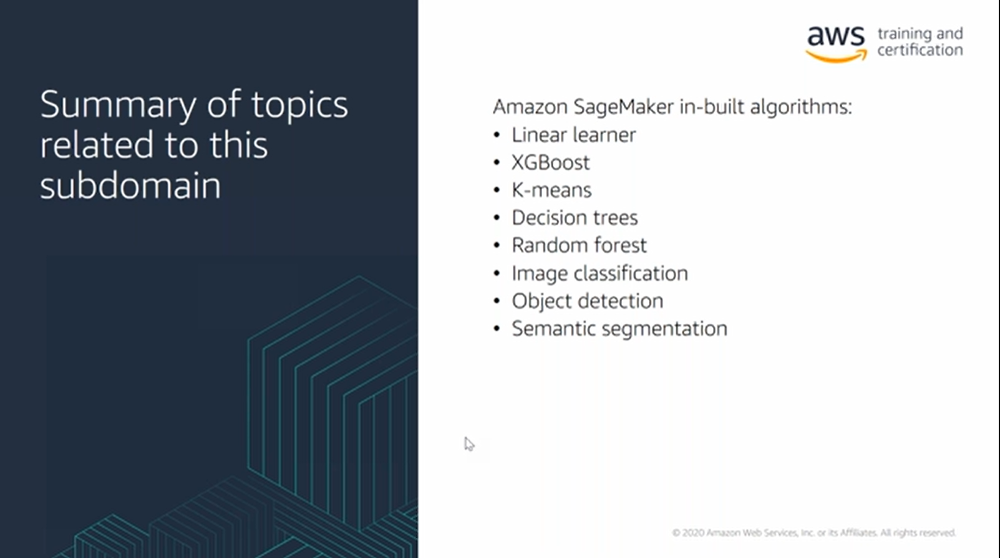 Summary of topics
related to this
subdomain
aws training and
certification
Amazon SageMaker in-built algorithms:
• Linear learner
• XGBoost
• K-means
• Decision trees
• Random forest
• Image classification
• Object detection
• Semantic segmentation
© 2020 Amazon Web Services, Inc. or its Affiliates. All rights reserved.